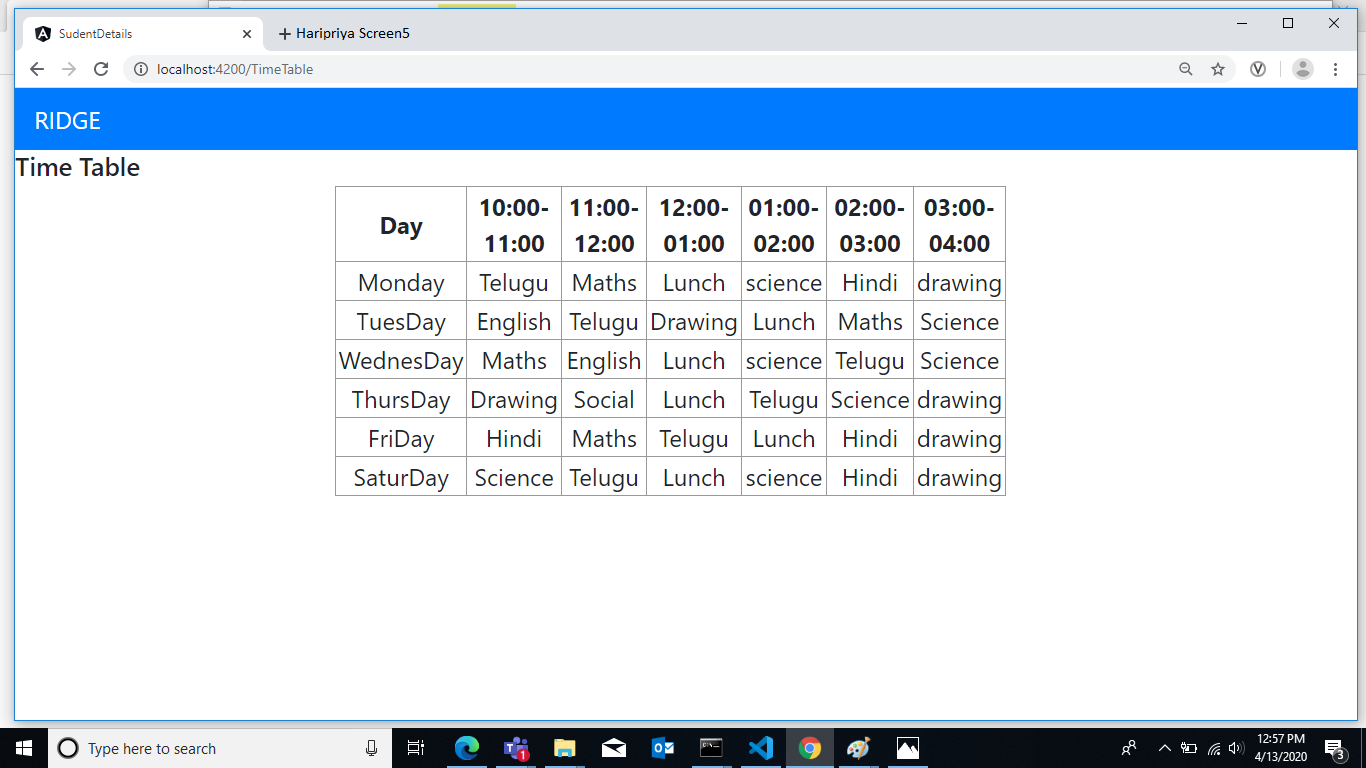 SudentDetails
Haripriya Screen5
localhost:4200/TimeTable
RIDGE
Time Table
Day 10:00-11:00 11:00-12:00 12:00-01:00 01:00-02:00 02:00-03:00 03:00-04:00
Monday Telugu Maths Lunch science Hindi drawing
TuesDay English Telugu Drawing Lunch Maths Science
WednesDay Maths English Lunch science Telugu Science
ThursDay Drawing Social Lunch Telugu Science drawing
FriDay Hindi Maths Telugu Lunch Hindi drawing
SaturDay Science Telugu Lunch science Hindi drawing
Type here to search
1
12:57 PM
4/13/2020
3